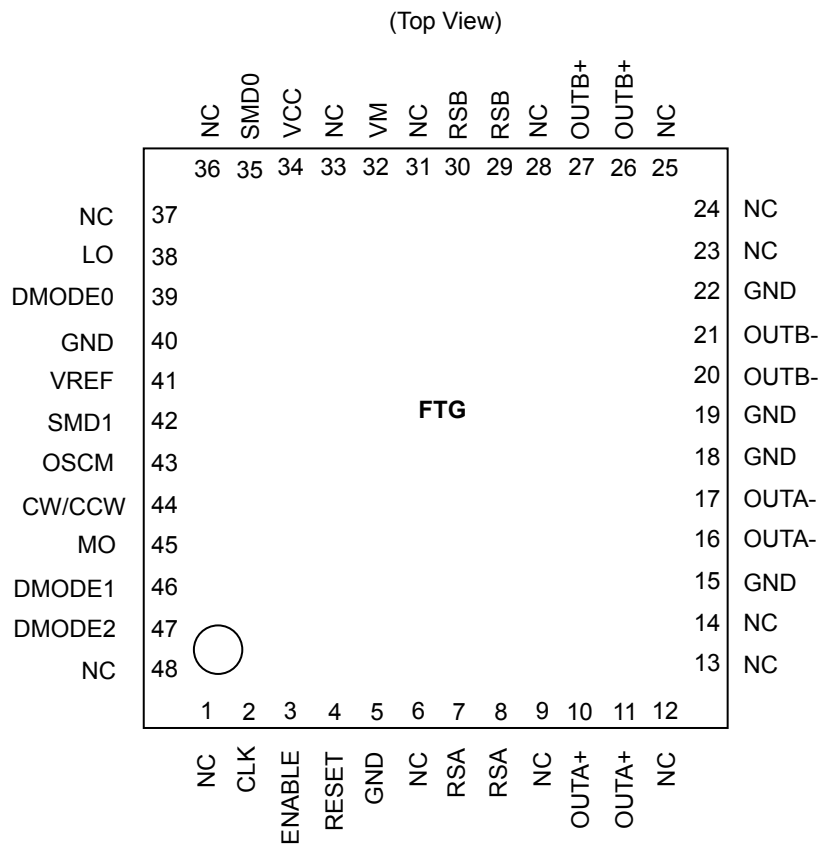 (Top View)
NC SMD0 VCC NC VM NC RSB RSB NC OUTB+ OUTB+ NC
36 35 34 33 32 31 30 29 28 27 26 25
NC 37 24 NC
LO 38 23 NC
DMODE0 39 22 GND
GND 40 21 OUTB-
VREF 41 20 OUTB-
FTG
SMD1 42 19 GND
OSCM 43 18 GND
CW/CCW 44 17 OUTA-
MO 45 16 OUTA-
DMODE1 46 15 GND
DMODE2 47 14 NC
NC 48 13 NC
1 2 3 4 5 6 7 8 9 10 11 12
NC CLK ENABLE RESET GND NC RSA RSA NC OUTA+ OUTA+ NC